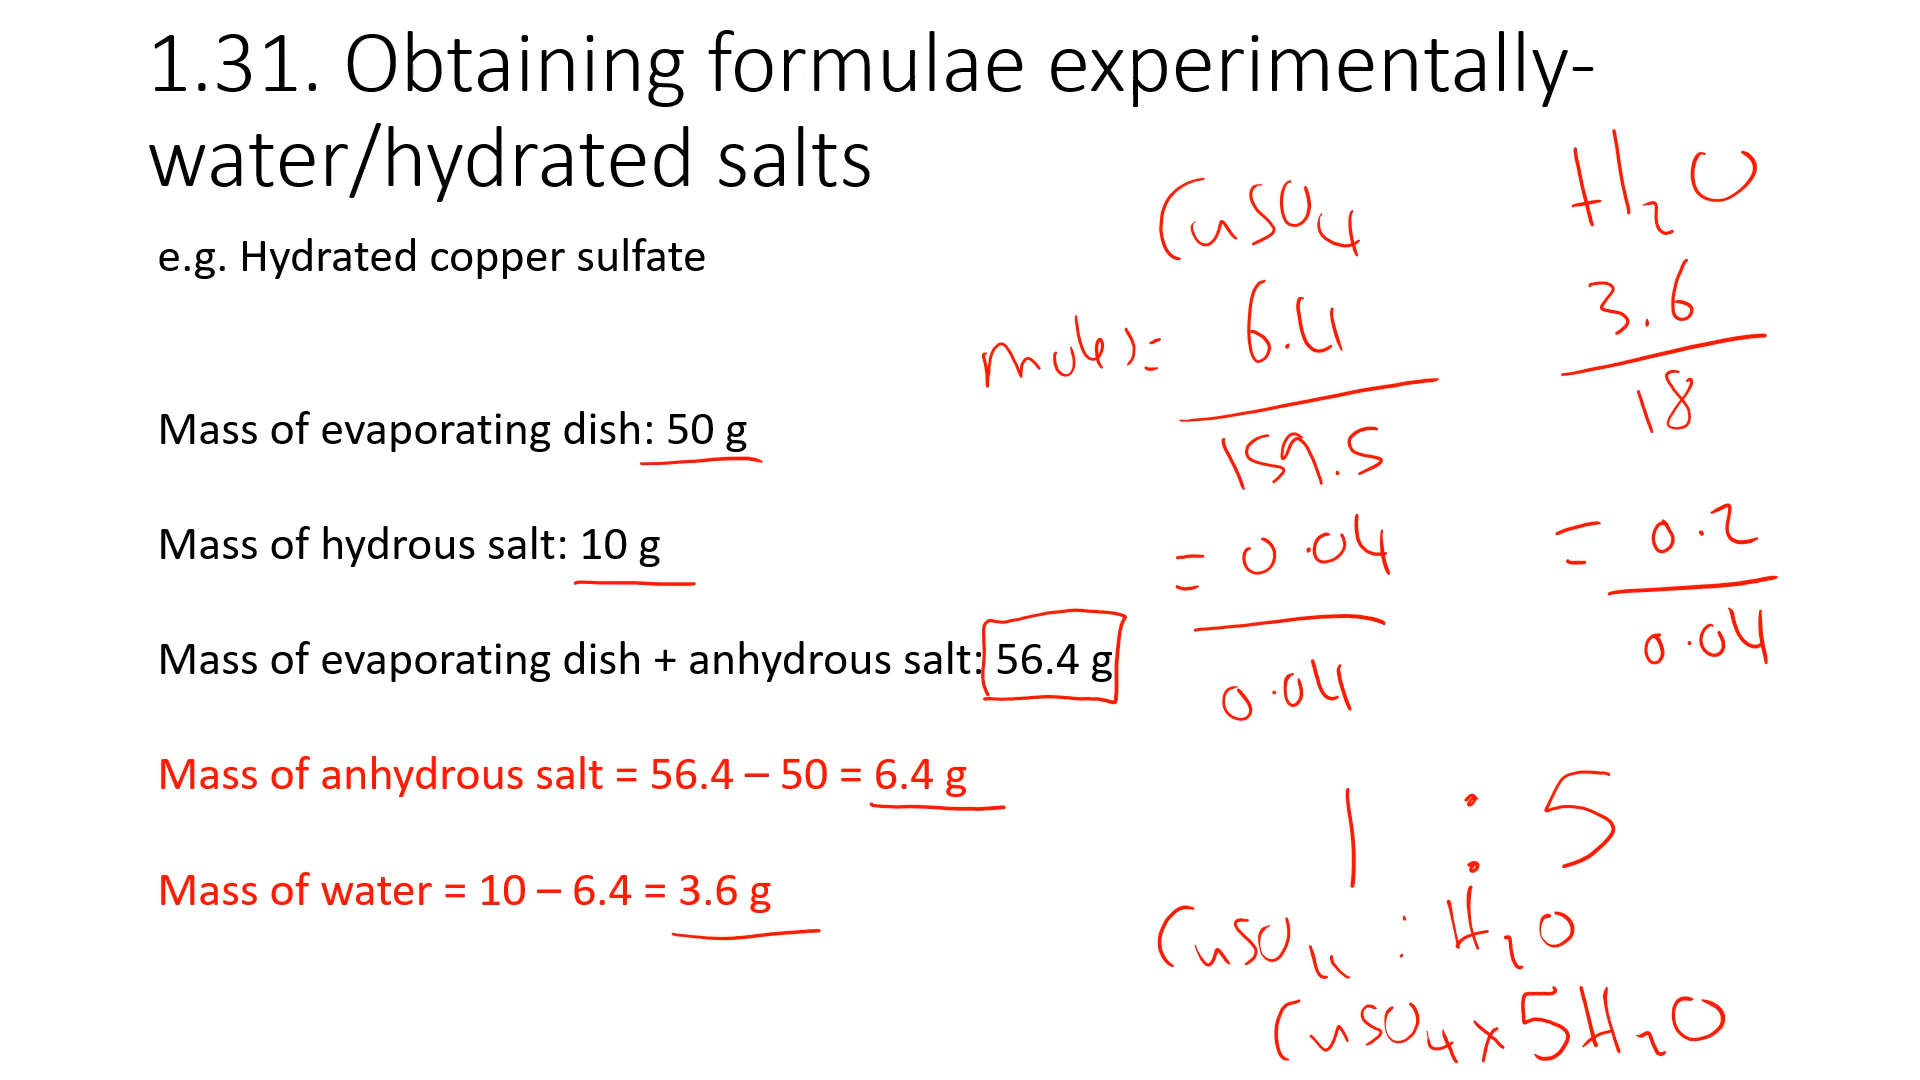 1.31. Obtaining formulae experimentally-
water/hydrated salts
e.g. Hydrated copper sulfate
Mass of evaporating dish: 50 g
Mass of hydrous salt: 10 g
Mass of evaporating dish + anhydrous salt: 56.4 g
Mass of anhydrous salt = 56.4 – 50 = 6.4 g
Mass of water = 10 – 6.4 = 3.6 g
CuSO4
H2O
moles= 6.4
159.5
3.6
18
= 0.04
0.04
= 0.2
0.04
1 : 5
CuSO4 : H2O
CuSO4 x 5H2O